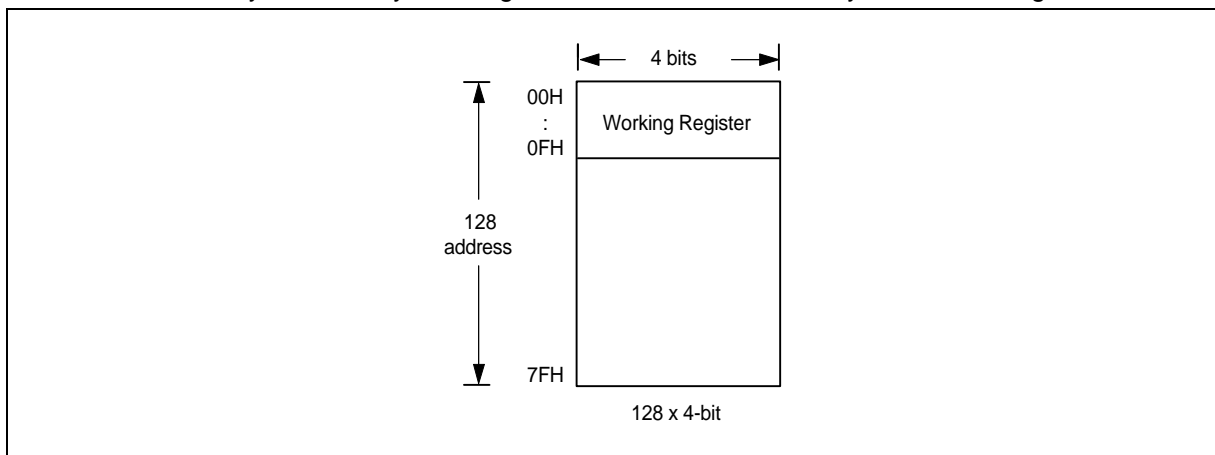 4 bits
00H
:
0FH
Working Register
128
address
7FH
128 x 4-bit